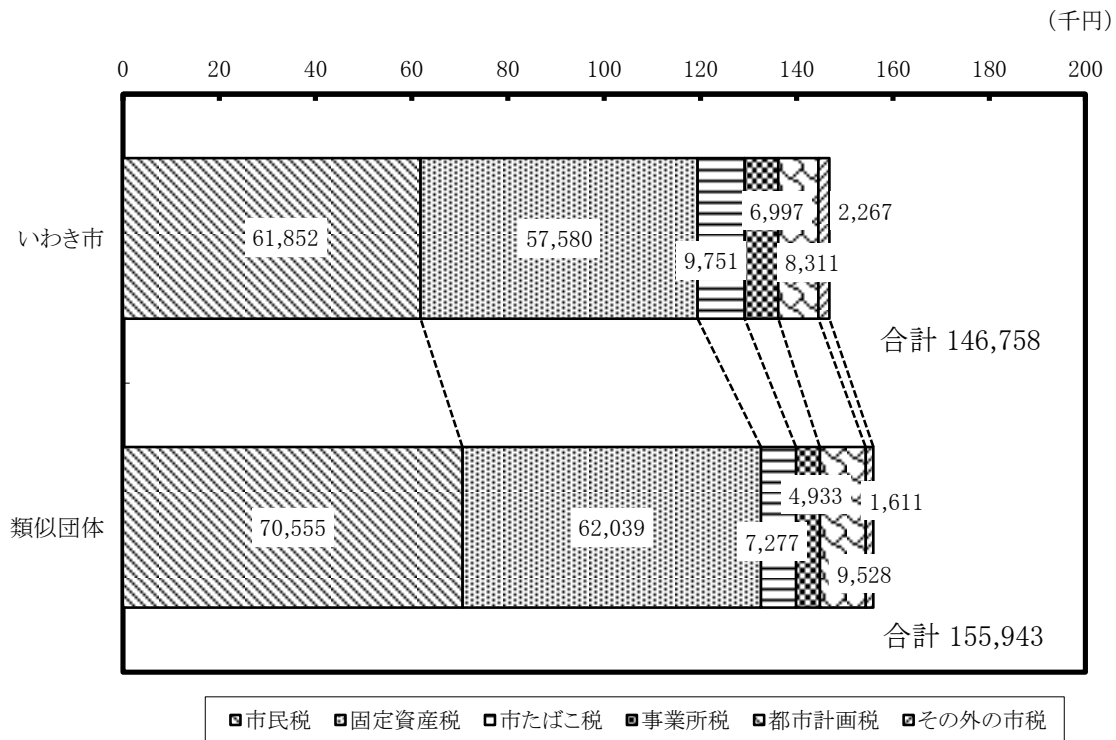 (千円)
0 20 40 60 80 100 120 140 160 180 200
いわき市
61,852 57,580 9,751 6,997 8,311 2,267
合計 146,758
類似団体
70,555 62,039 7,277 4,933 9,528 1,611
合計 155,943
市民税 固定資産税 市たばこ税 事業所税 都市計画税 その外の市税